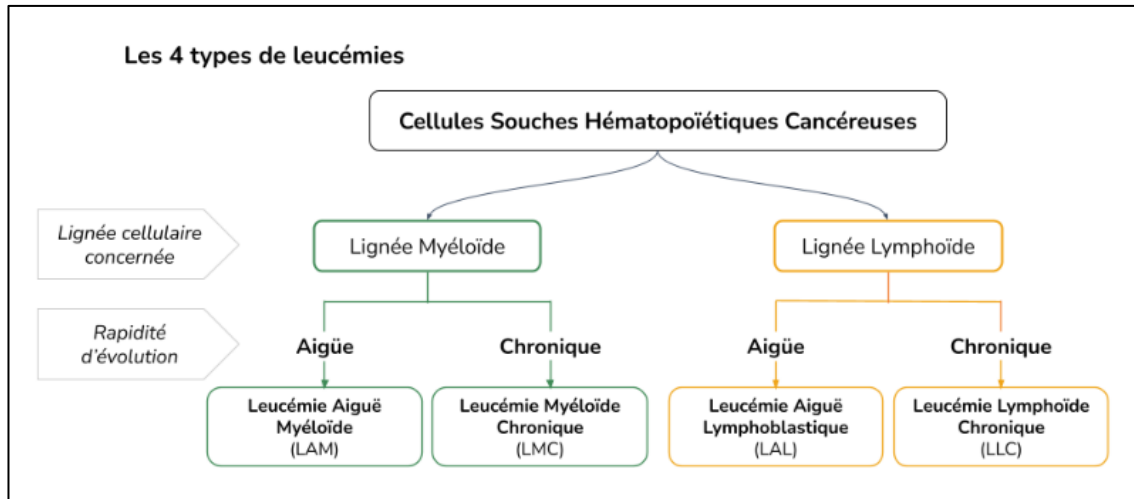 Les 4 types de leucémies
Cellules Souches Hématopoïétiques Cancéreuses
Lignée cellulaire
concernée
Lignée Myéloïde
Lignée Lymphoïde
Rapidité
d'évolution
Aigüe
Chronique
Aigüe
Chronique
Leucémie Aiguë
Myéloïde
(LAM)
Leucémie Myéloïde
Chronique
(LMC)
Leucémie Aiguë
Lymphoblastique
(LAL)
Leucémie Lymphoïde
Chronique
(LLC)